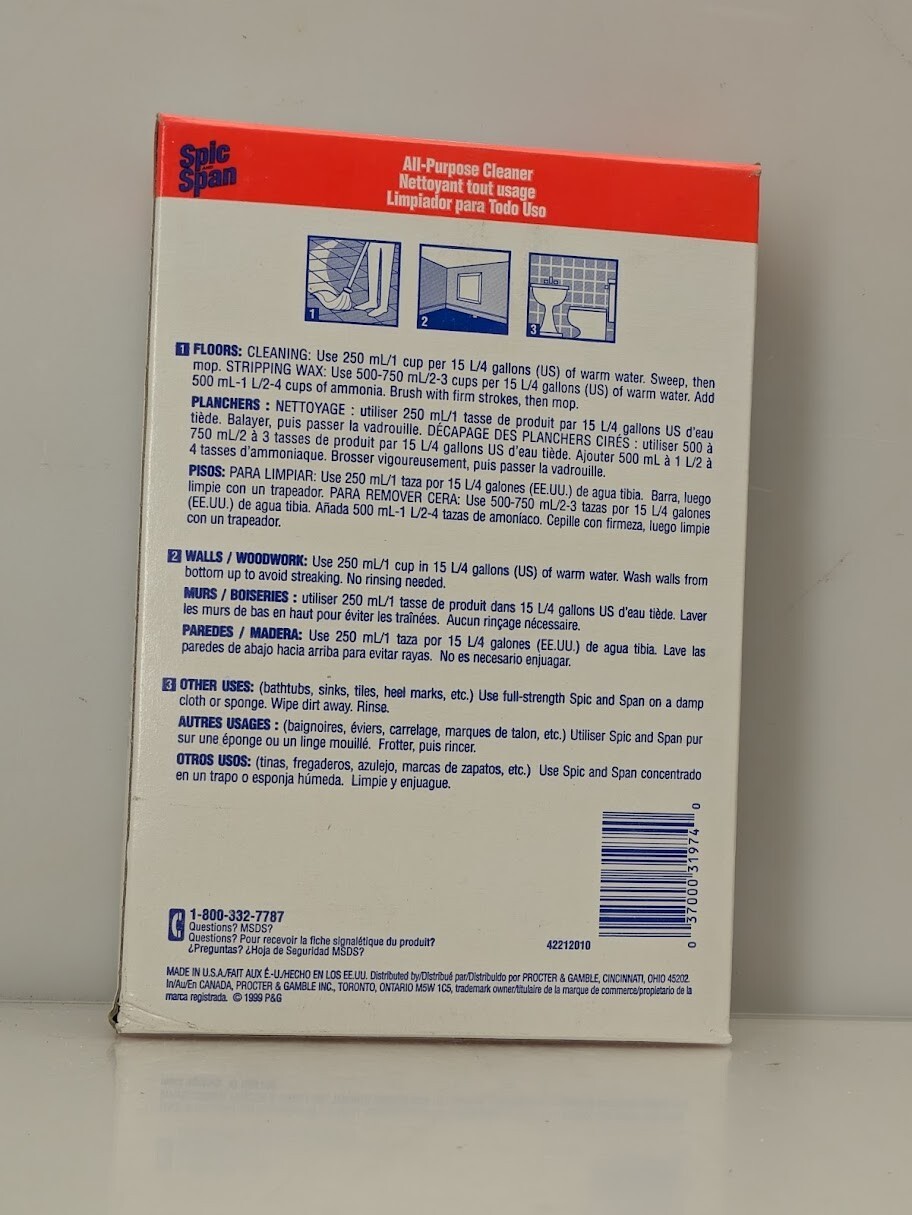 Spic
and
Span
All-Purpose Cleaner
Nettoyant tout usage
Limpiador para Todo Uso
1
2
3
1 FLOORS: CLEANING: Use 250 mL/1 cup per 15 L/4 gallons (US) of warm water. Sweep, then
mop. STRIPPING WAX: Use 500-750 mL/2-3 cups per 15 L/4 gallons (US) of warm water. Add
500 mL-1 L/2-4 cups of ammonia. Brush with firm strokes, then mop.
PLANCHERS : NETTOYAGE : utiliser 250 mL/1 tasse de produit par 15 L/4 gallons US d'eau
tiède. Balayer, puis passer la vadrouille. DÉCAPAGE DES PLANCHERS CIRÉS : utiliser 500 à
750 mL/2 à 3 tasses de produit par 15 L/4 gallons US d'eau tiède. Ajouter 500 mL à 1 L/2 à
4 tasses d'ammoniaque. Brosser vigoureusement, puis passer la vadrouille.
PISOS: PARA LIMPIAR: Use 250 mL/1 taza por 15 L/4 galones (EE.UU.) de agua tibia. Barra, luego
limpie con un trapeador. PARA REMOVER CERA: Use 500-750 mL/2-3 tazas por 15 L/4 galones
(EE.UU.) de agua tibia. Añada 500 mL-1 L/2-4 tazas de amoníaco. Cepille con firmeza, luego limpie
con un trapeador.
2 WALLS / WOODWORK: Use 250 mL/1 cup in 15 L/4 gallons (US) of warm water. Wash walls from
bottom up to avoid streaking. No rinsing needed.
MURS / BOISERIES : utiliser 250 mL/1 tasse de produit dans 15 L/4 gallons US d'eau tiède. Laver
les murs de bas en haut pour éviter les traînées. Aucun rinçage nécessaire.
PAREDES / MADERA: Use 250 mL/1 taza por 15 L/4 galones (EE.UU.) de agua tibia. Lave las
paredes de abajo hacia arriba para evitar rayas. No es necesario enjuagar.
3 OTHER USES: (bathtubs, sinks, tiles, heel marks, etc.) Use full-strength Spic and Span on a damp
cloth or sponge. Wipe dirt away. Rinse.
AUTRES USAGES : (baignoires, éviers, carrelage, marques de talon, etc.) Utiliser Spic and Span pur
sur une éponge ou un linge mouillé. Frotter, puis rincer.
OTROS USOS: (tinas, fregaderos, azulejo, marcas de zapatos, etc.) Use Spic and Span concentrado
en un trapo o esponja húmeda. Limpie y enjuague.
0 37000 31974 0
1-800-332-7787
Questions? MSDS?
Questions? Pour recevoir la fiche signalétique du produit?
¿Preguntas? ¿Hoja de Seguridad MSDS?
42212010
MADE IN U.S.A./FAIT AUX É.-U./HECHO EN LOS EE.UU. Distributed by/Distribué par/Distribuido por PROCTER & GAMBLE, CINCINNATI, OHIO 45202.
In/Au/En CANADA, PROCTER & GAMBLE INC., TORONTO, ONTARIO M5W 1C5, trademark owner/titulaire de la marque de commerce/propietario de la
marca registrada. © 1999 P&G